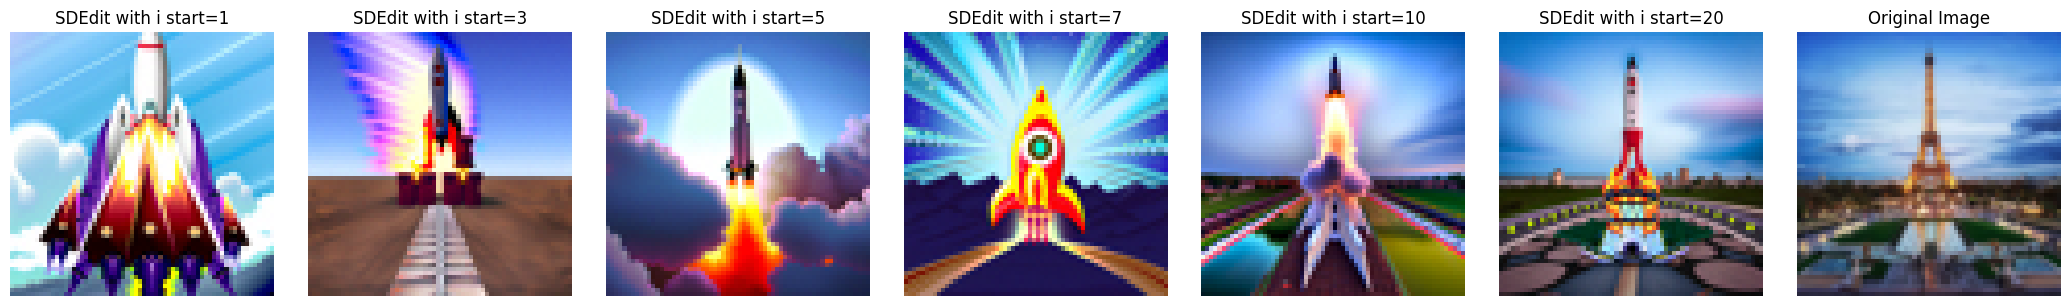 SDEdit with i start=1
SDEdit with i start=3
SDEdit with i start=5
SDEdit with i start=7
SDEdit with i start=10
SDEdit with i start=20
Original Image